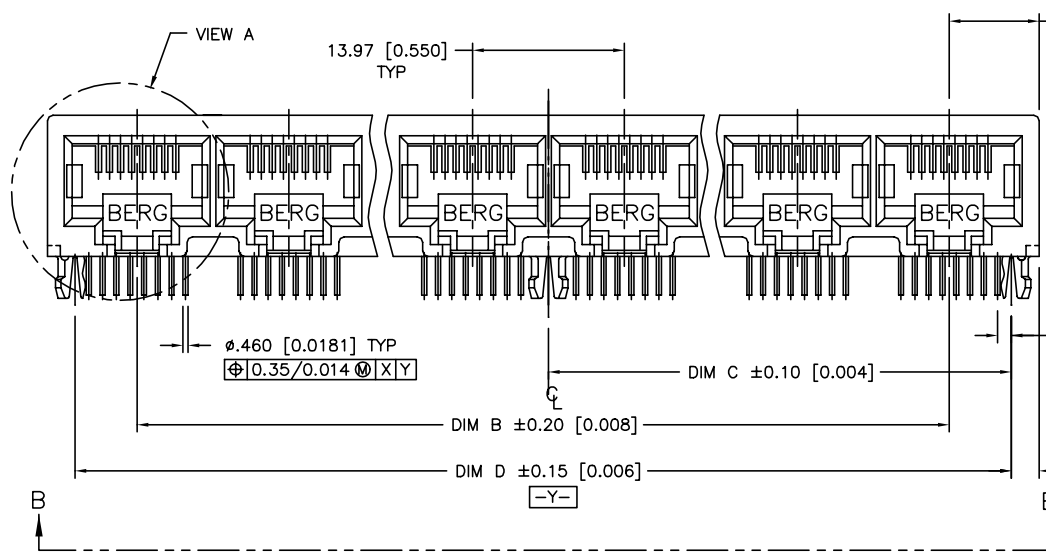 VIEW A
13.97 [0.550]
TYP
BERG BERG BERG BERG BERG BERG
ø.460 [0.0181] TYP
⌖ 0.35/0.014 Ⓜ X Y
DIM C ±0.10 [0.004]
℄
DIM B ±0.20 [0.008]
DIM D ±0.15 [0.006]
-Y-
B